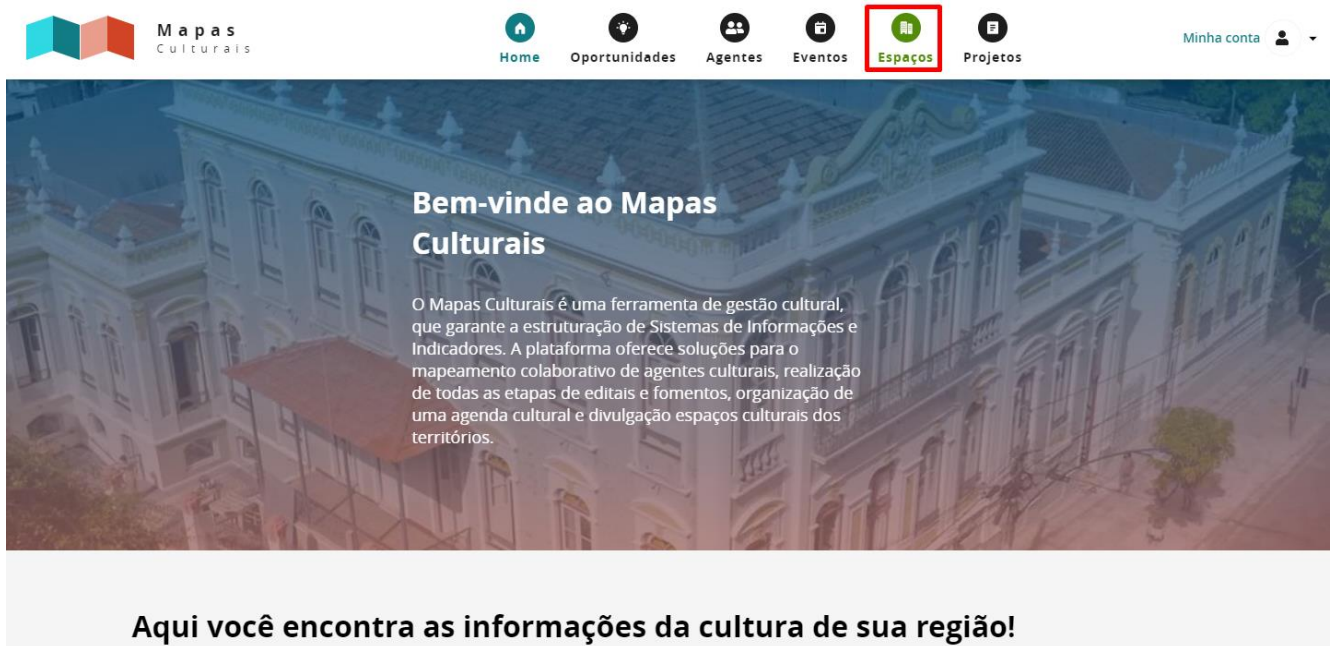 Mapas
Culturais
Home
Oportunidades
Agentes
Eventos
Espaços
Projetos
Minha conta
Bem-vinde ao Mapas
Culturais
O Mapas Culturais é uma ferramenta de gestão cultural,
que garante a estruturação de Sistemas de Informações e
Indicadores. A plataforma oferece soluções para o
mapeamento colaborativo de agentes culturais, realização
de todas as etapas de editais e fomentos, organização de
uma agenda cultural e divulgação espaços culturais dos
territórios.
Aqui você encontra as informações da cultura de sua região!